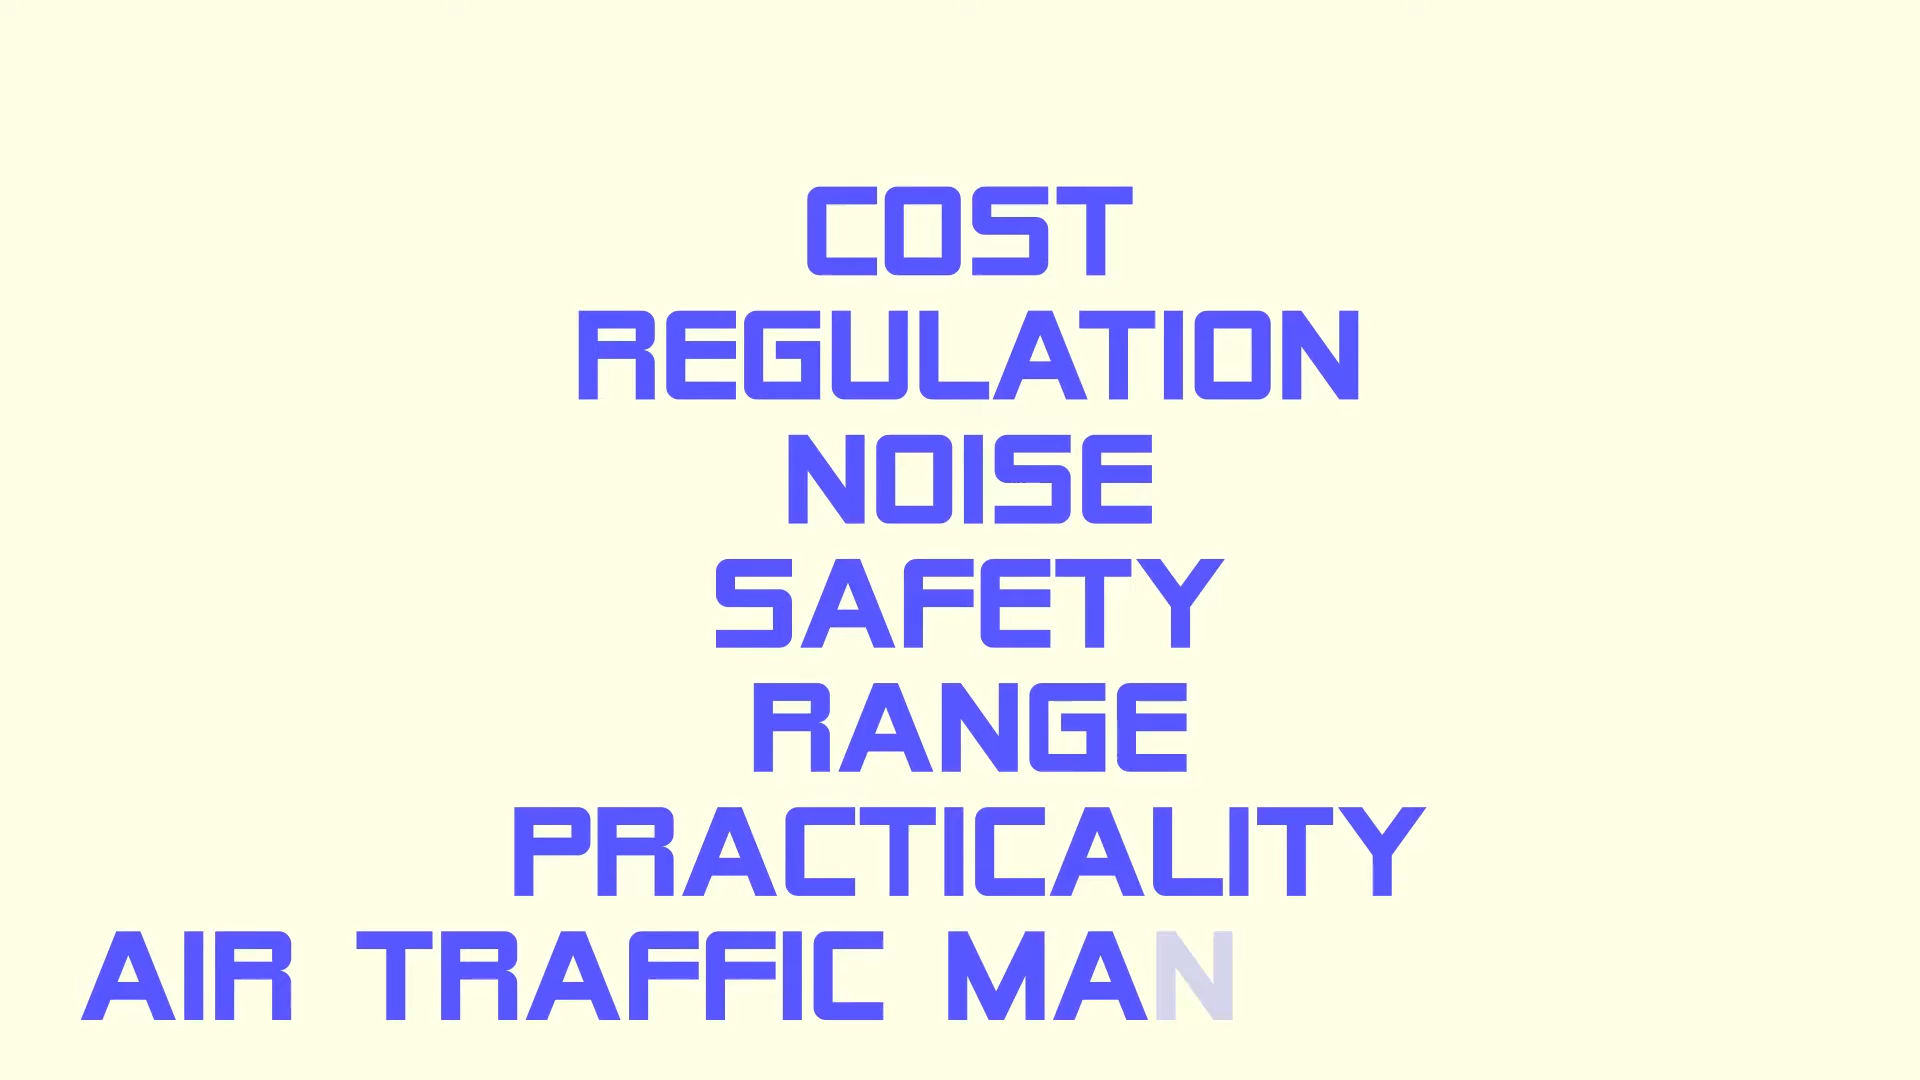 COST
REGULATION
NOISE
SAFETY
RANGE
PRACTICALITY
AIR TRAFFIC MAN